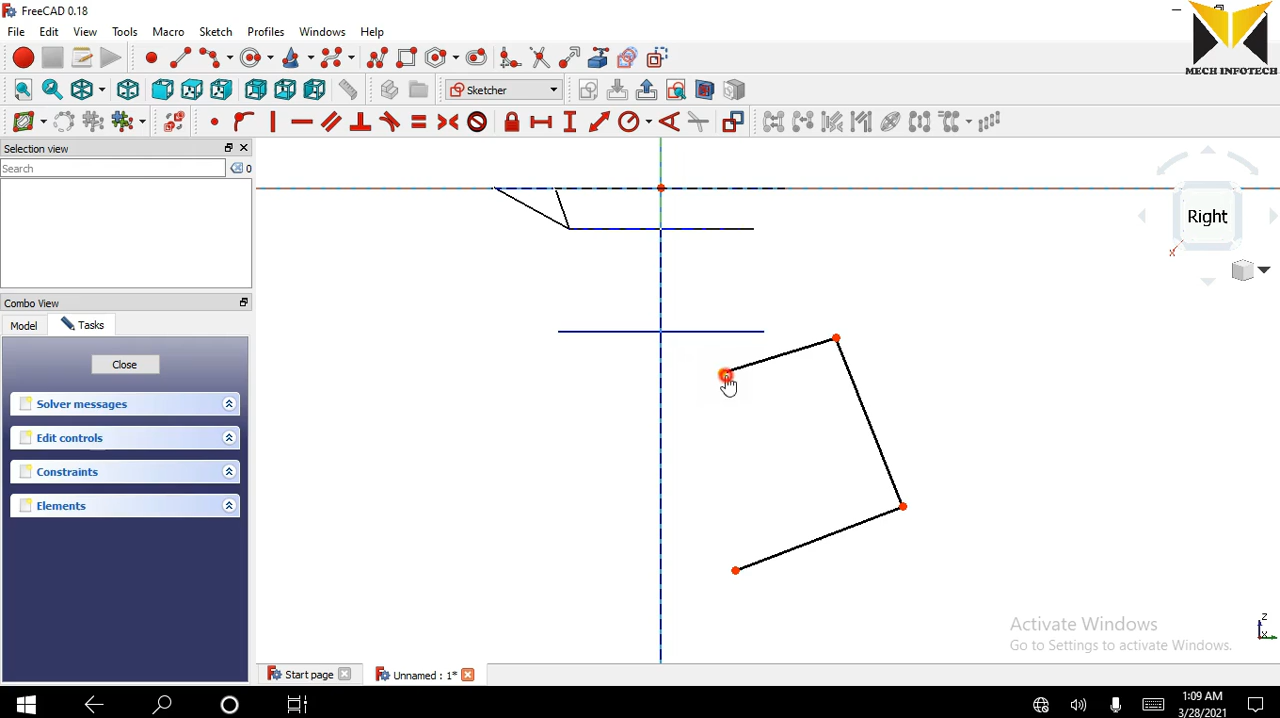 FreeCAD 0.18
MECH INFOTECH
File Edit View Tools Macro Sketch Profiles Windows Help
Sketcher
Selection view
Search
0
Combo View
Model Tasks
Close
Solver messages
Edit controls
Constraints
Elements
Right
x
z
x
Activate Windows
Go to Settings to activate Windows.
Start page
Unnamed : 1*
1:09 AM
3/28/2021